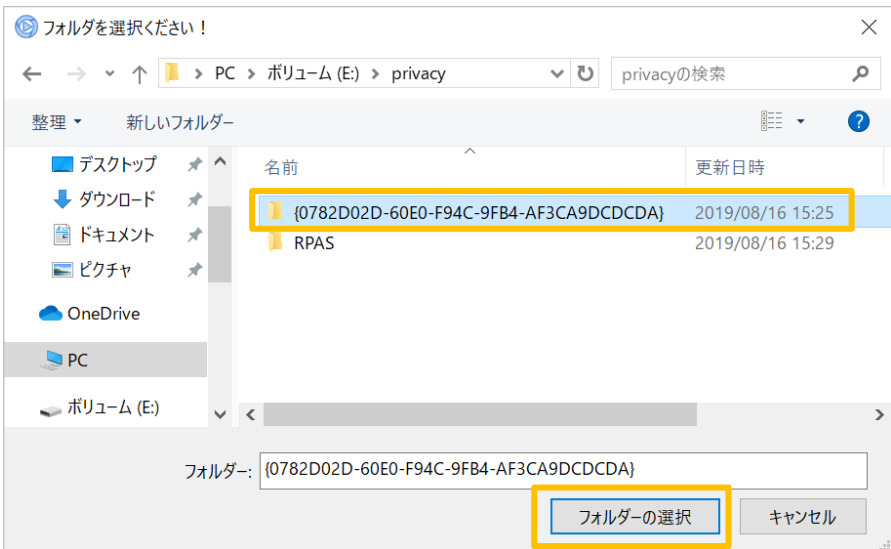 フォルダを選択ください！
PC > ボリューム (E:) > privacy
privacyの検索
整理
新しいフォルダー
デスクトップ
ダウンロード
ドキュメント
ピクチャ
OneDrive
PC
ボリューム (E:)
名前
更新日時
{0782D02D-60E0-F94C-9FB4-AF3CA9DCDCDA} 2019/08/16 15:25
RPAS 2019/08/16 15:29
フォルダー: {0782D02D-60E0-F94C-9FB4-AF3CA9DCDCDA}
フォルダーの選択
キャンセル